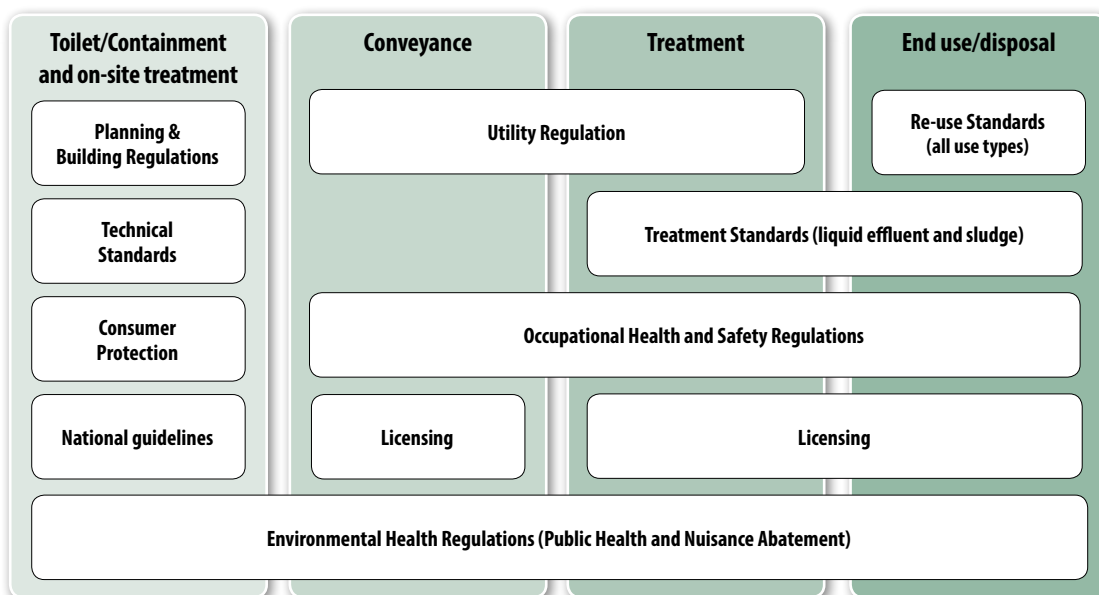 Toilet/Containment
and on-site treatment
Conveyance
Treatment
End use/disposal
Planning &
Building Regulations
Utility Regulation
Re-use Standards
(all use types)
Technical
Standards
Treatment Standards (liquid effluent and sludge)
Consumer
Protection
Occupational Health and Safety Regulations
National guidelines
Licensing
Licensing
Environmental Health Regulations (Public Health and Nuisance Abatement)